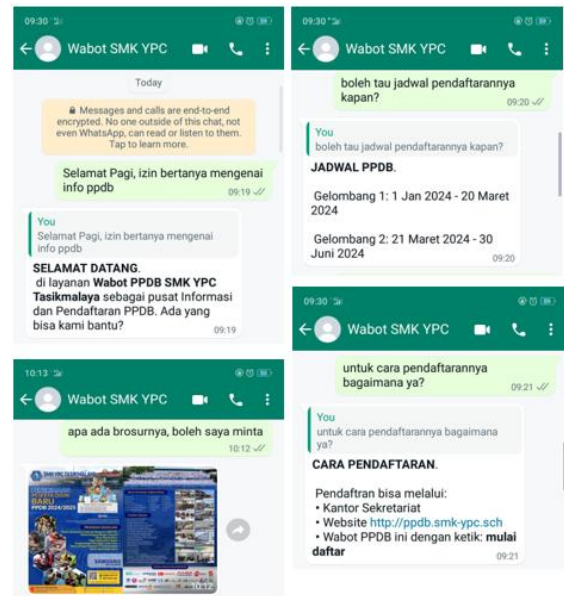 09:30
Wabot SMK YPC
Today
Messages and calls are end-to-end
encrypted. No one outside of this chat, not
even WhatsApp, can read or listen to them.
Tap to learn more.
Selamat Pagi, izin bertanya mengenai
info ppdb
09:19
You
Selamat Pagi, izin bertanya mengenai
info ppdb
SELAMAT DATANG.
di layanan Wabot PPDB SMK YPC
Tasikmalaya sebagai pusat Informasi
dan Pendaftaran PPDB. Ada yang
bisa kami bantu?
09:19
09:30
Wabot SMK YPC
boleh tau jadwal pendaftarannya
kapan?
09:20
You
boleh tau jadwal pendaftarannya kapan?
JADWAL PPDB.
Gelombang 1: 1 Jan 2024 - 20 Maret
2024
Gelombang 2: 21 Maret 2024 - 30
Juni 2024
09:20
10:13
Wabot SMK YPC
apa ada brosurnya, boleh saya minta
10:12
SMK YPC TASIKMALAYA
BARU
PPDB 2024/2025
SAMSUNG
10:12
09:30
Wabot SMK YPC
untuk cara pendaftarannya
bagaimana ya?
09:21
You
untuk cara pendaftarannya bagaimana
ya?
CARA PENDAFTARAN.
Pendaftran bisa melalui:
• Kantor Sekretariat
• Website http://ppdb.smk-ypc.sch
• Wabot PPDB ini dengan ketik: mulai
daftar
09:21